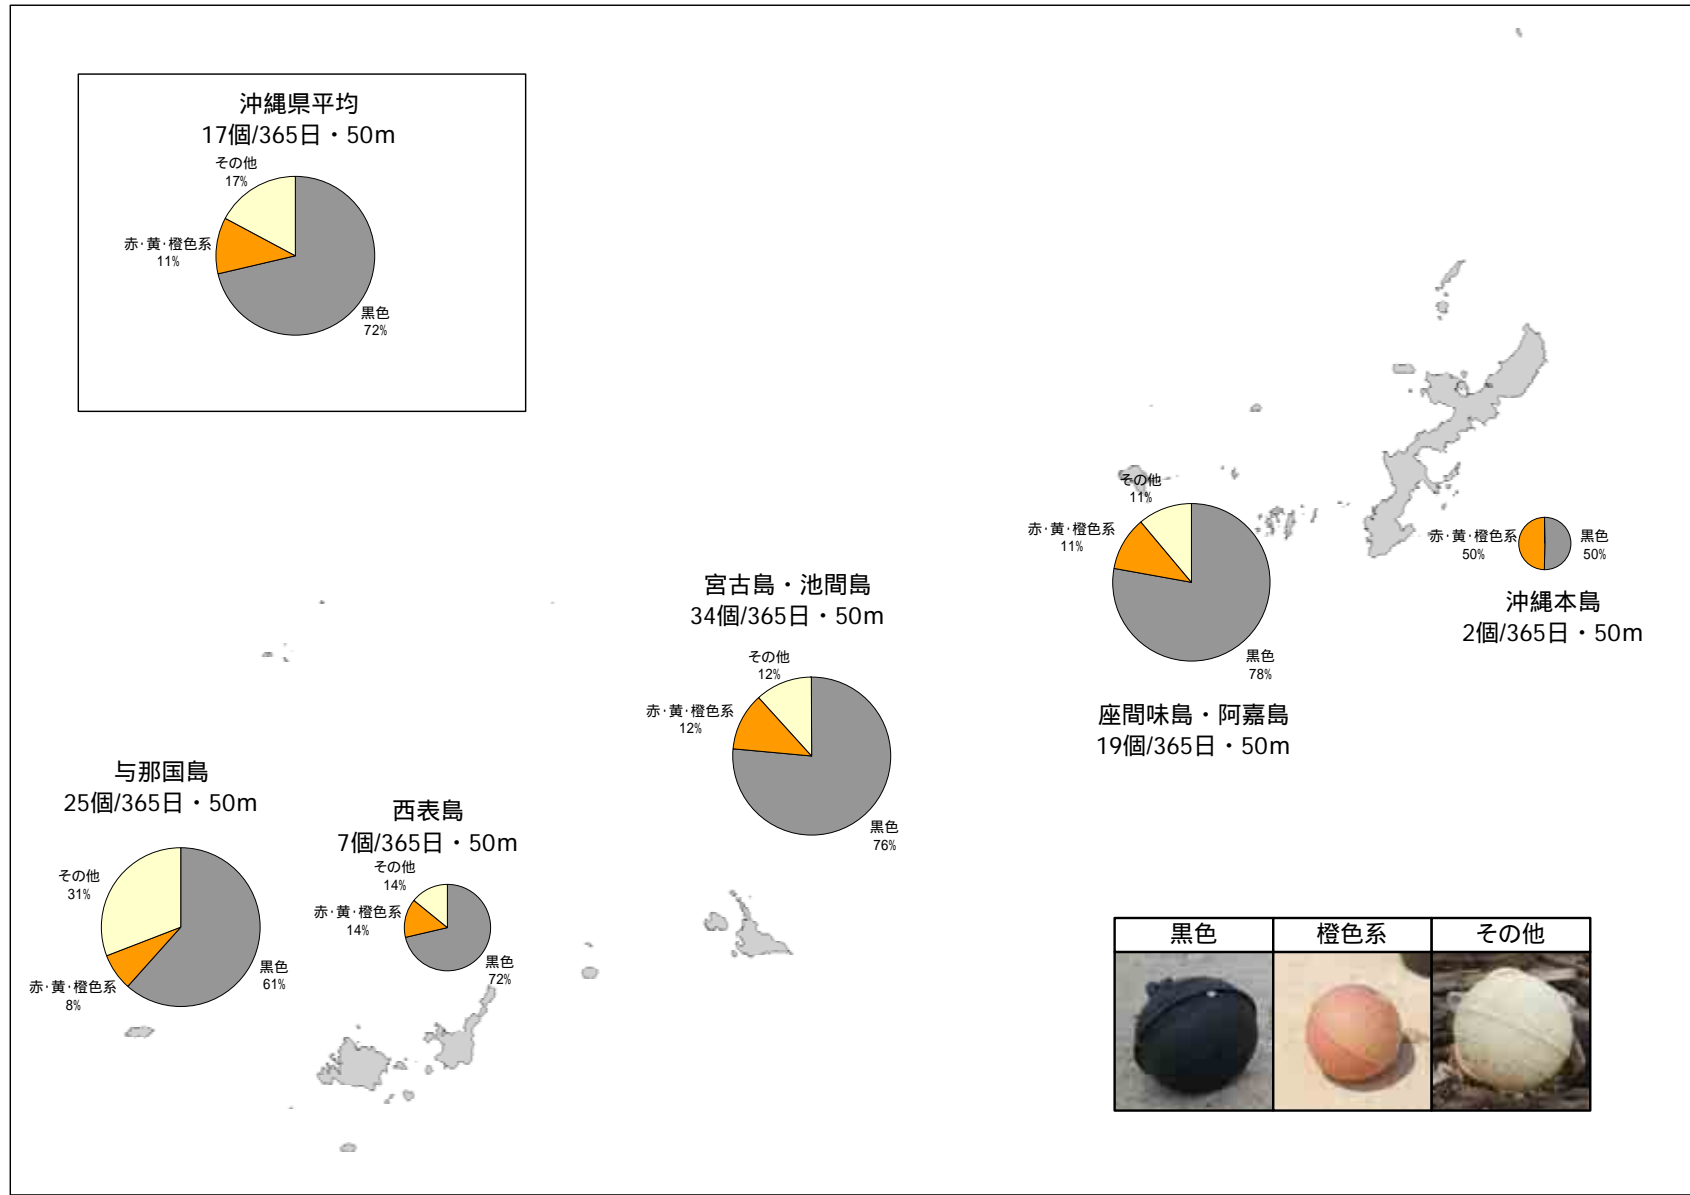 沖縄県平均
17個/365日・50m
その他
17%
赤･黄･橙色系
11%
黒色
72%
その他
11%
赤･黄･橙色系
11%
黒色
78%
座間味島・阿嘉島
19個/365日・50m
赤･黄･橙色系
50%
黒色
50%
沖縄本島
2個/365日・50m
宮古島・池間島
34個/365日・50m
その他
12%
赤･黄･橙色系
12%
黒色
76%
与那国島
25個/365日・50m
その他
31%
赤･黄･橙色系
8%
黒色
61%
西表島
7個/365日・50m
その他
14%
赤･黄･橙色系
14%
黒色
72%
黒色
橙色系
その他